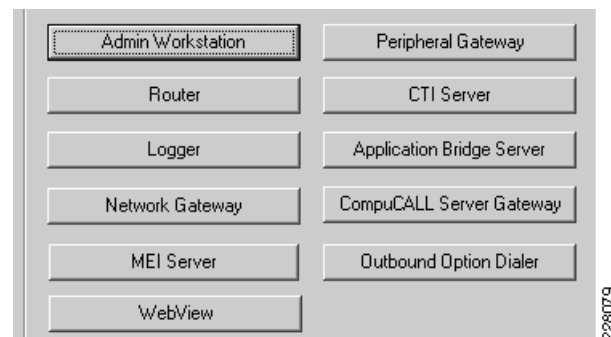 Admin Workstation
Peripheral Gateway
Router
CTI Server
Logger
Application Bridge Server
Network Gateway
CompuCALL Server Gateway
MEI Server
Outbound Option Dialer
WebView
228079